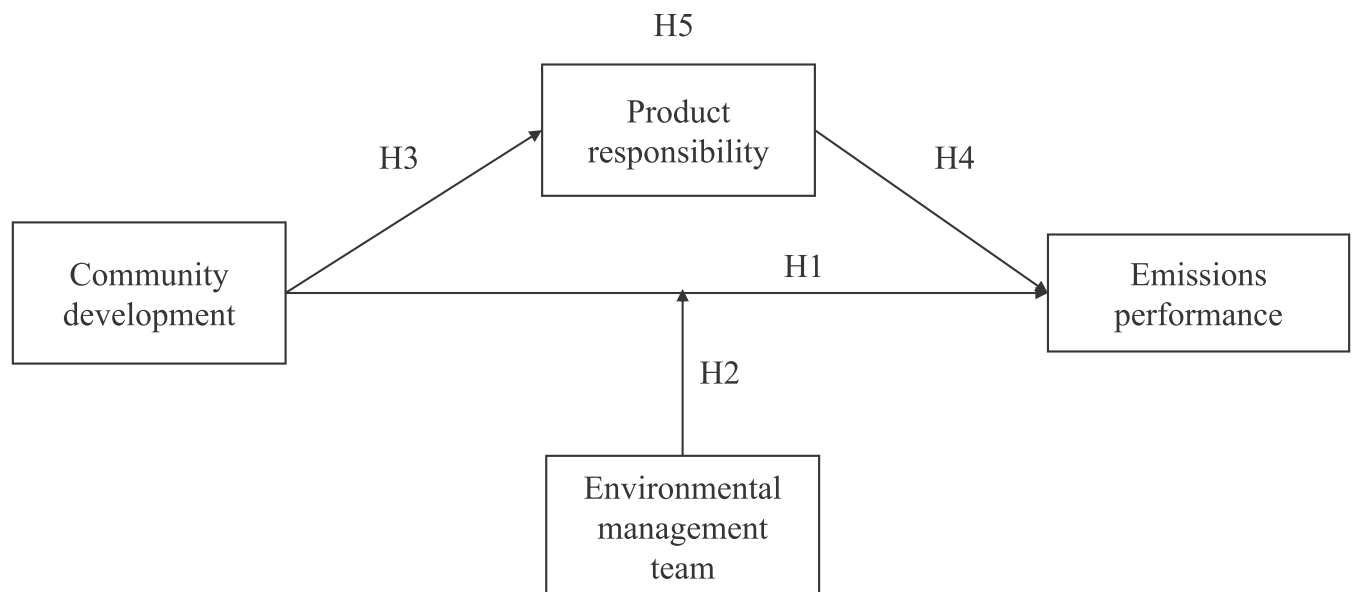 H5
Product
responsibility
H3
H4
Community
development
H1
Emissions
performance
H2
Environmental
management
team